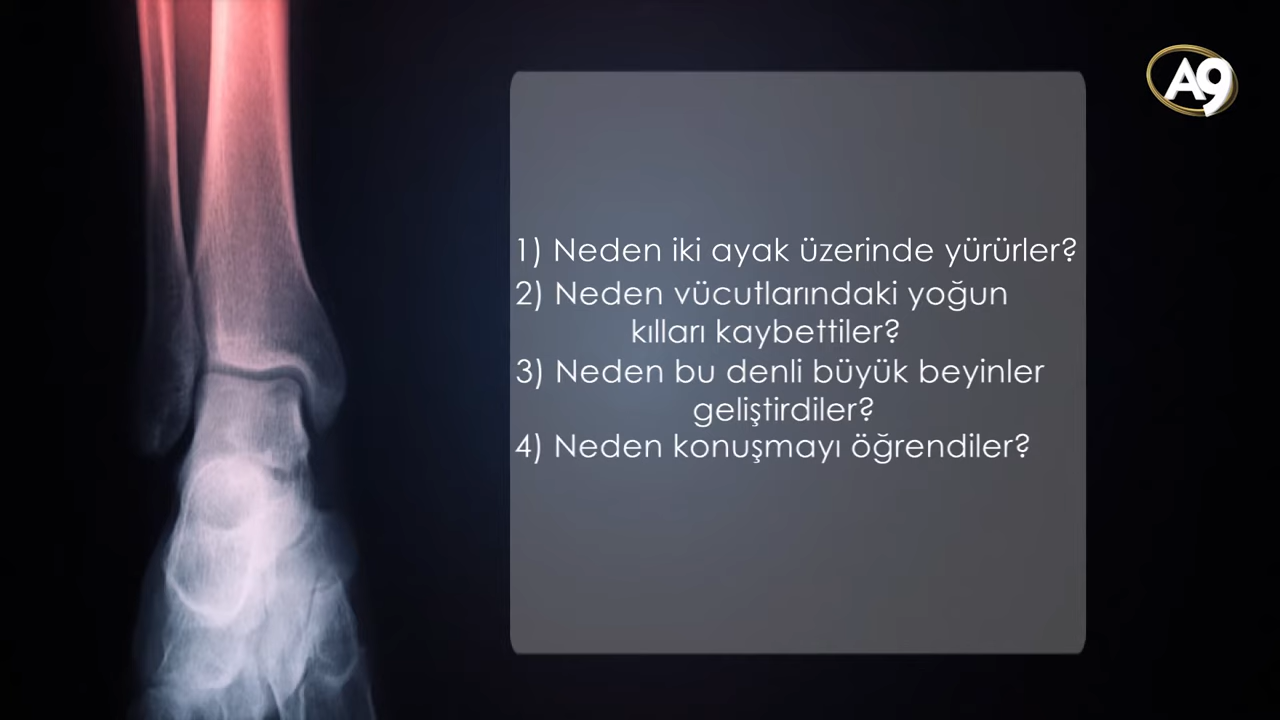 A9
1) Neden iki ayak üzerinde yürürler?
2) Neden vücutlarındaki yoğun
kılları kaybettiler?
3) Neden bu denli büyük beyinler
geliştirdiler?
4) Neden konuşmayı öğrendiler?